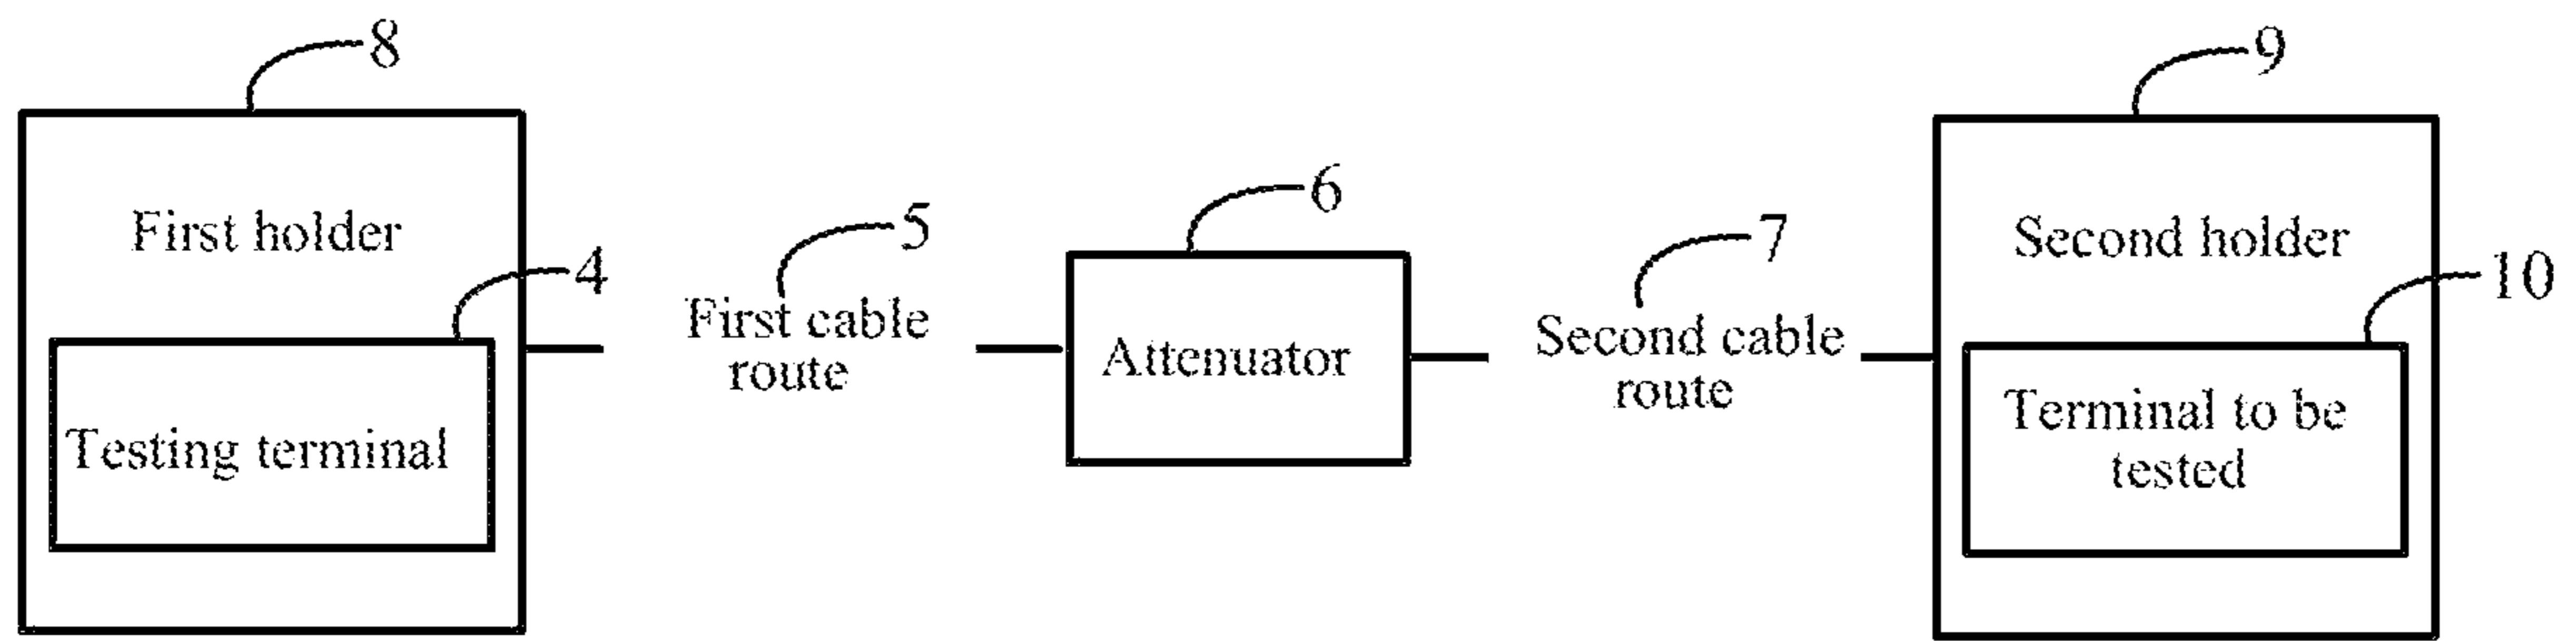 8
9
First holder
4
5
First cable
route
6
Attenuator
7
Second cable
route
Second holder
10
Testing terminal
Terminal to be
tested